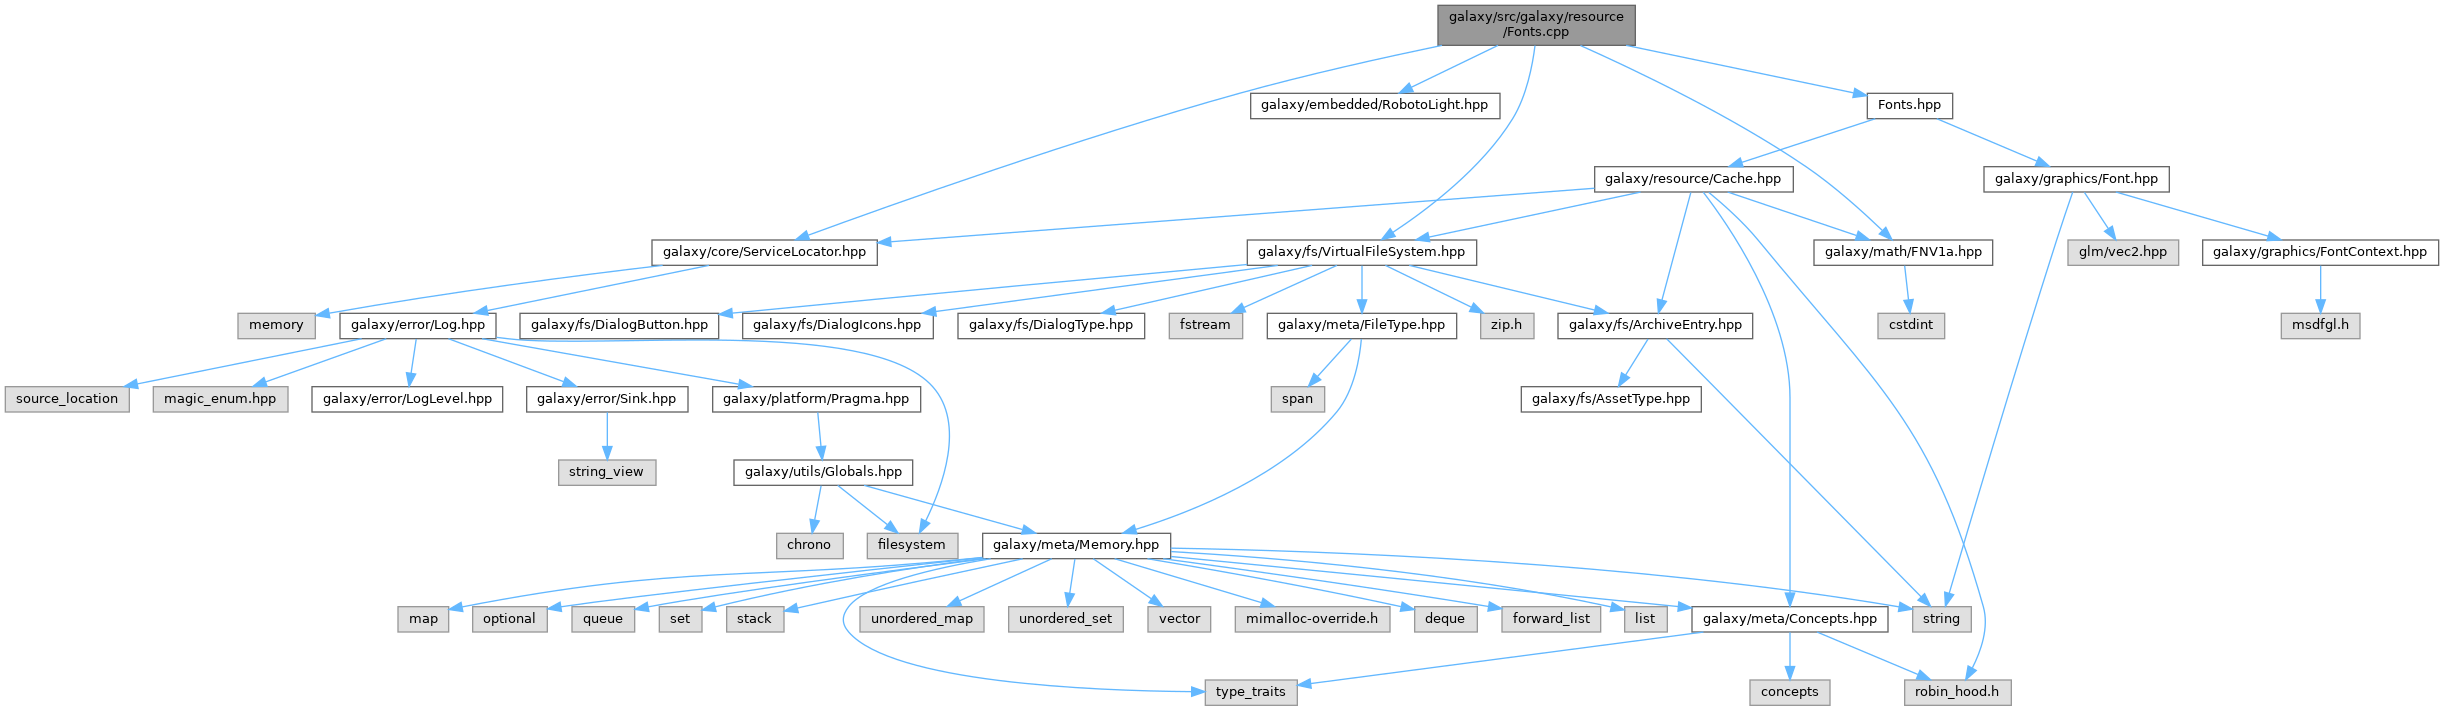 galaxy/src/galaxy/resource
/Fonts.cpp
galaxy/embedded/RobotoLight.hpp
Fonts.hpp
galaxy/resource/Cache.hpp
galaxy/graphics/Font.hpp
galaxy/core/ServiceLocator.hpp
galaxy/fs/VirtualFileSystem.hpp
galaxy/math/FNV1a.hpp
glm/vec2.hpp
galaxy/graphics/FontContext.hpp
memory
galaxy/error/Log.hpp
galaxy/fs/DialogButton.hpp
galaxy/fs/DialogIcons.hpp
galaxy/fs/DialogType.hpp
fstream
galaxy/meta/FileType.hpp
zip.h
galaxy/fs/ArchiveEntry.hpp
cstdint
msdfgl.h
source_location
magic_enum.hpp
galaxy/error/LogLevel.hpp
galaxy/error/Sink.hpp
galaxy/platform/Pragma.hpp
span
galaxy/fs/AssetType.hpp
string_view
galaxy/utils/Globals.hpp
chrono
filesystem
galaxy/meta/Memory.hpp
map
optional
queue
set
stack
unordered_map
unordered_set
vector
mimalloc-override.h
deque
forward_list
list
galaxy/meta/Concepts.hpp
string
type_traits
concepts
robin_hood.h